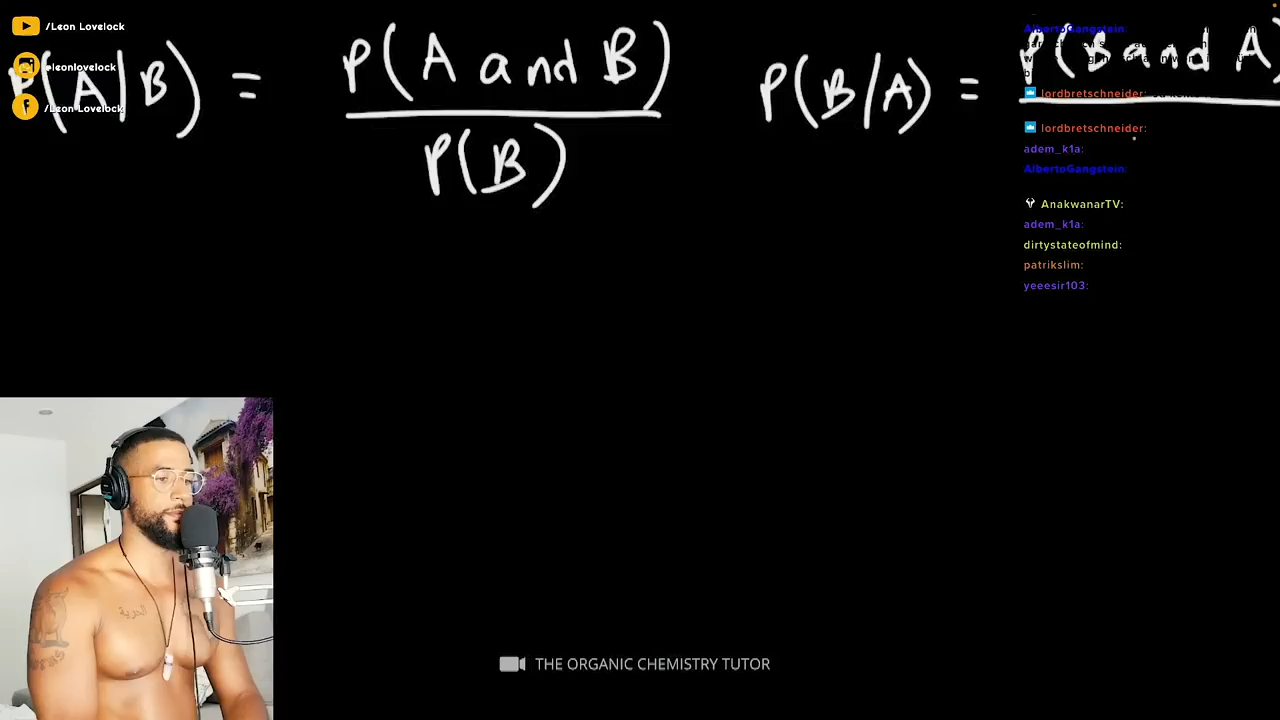 /Leon Lovelock
@leonlovelock
/Leon Lovelock
P(A|B) = P(A and B)
P(B)
P(B/A) = P(B and A)
AlbertoGangstein:
lordbretschneider:
lordbretschneider:
adem_k1a:
AlbertoGangstein:
AnakwanarTV:
adem_k1a:
dirtystateofmind:
patrikslim:
yeeesir103:
THE ORGANIC CHEMISTRY TUTOR